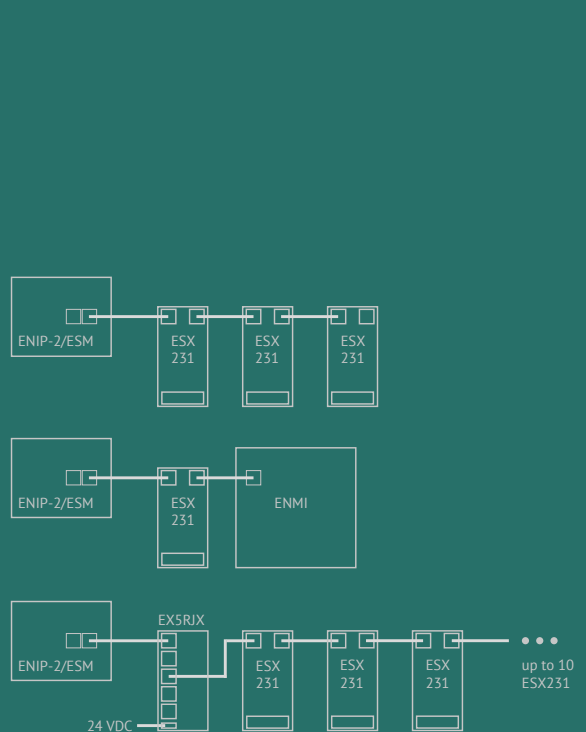 ENIP-2/ESM
ESX
231
ESX
231
ESX
231
ENIP-2/ESM
ESX
231
ENMI
EX5RJX
ENIP-2/ESM
ESX
231
ESX
231
ESX
231
up to 10
ESX231
24 VDC